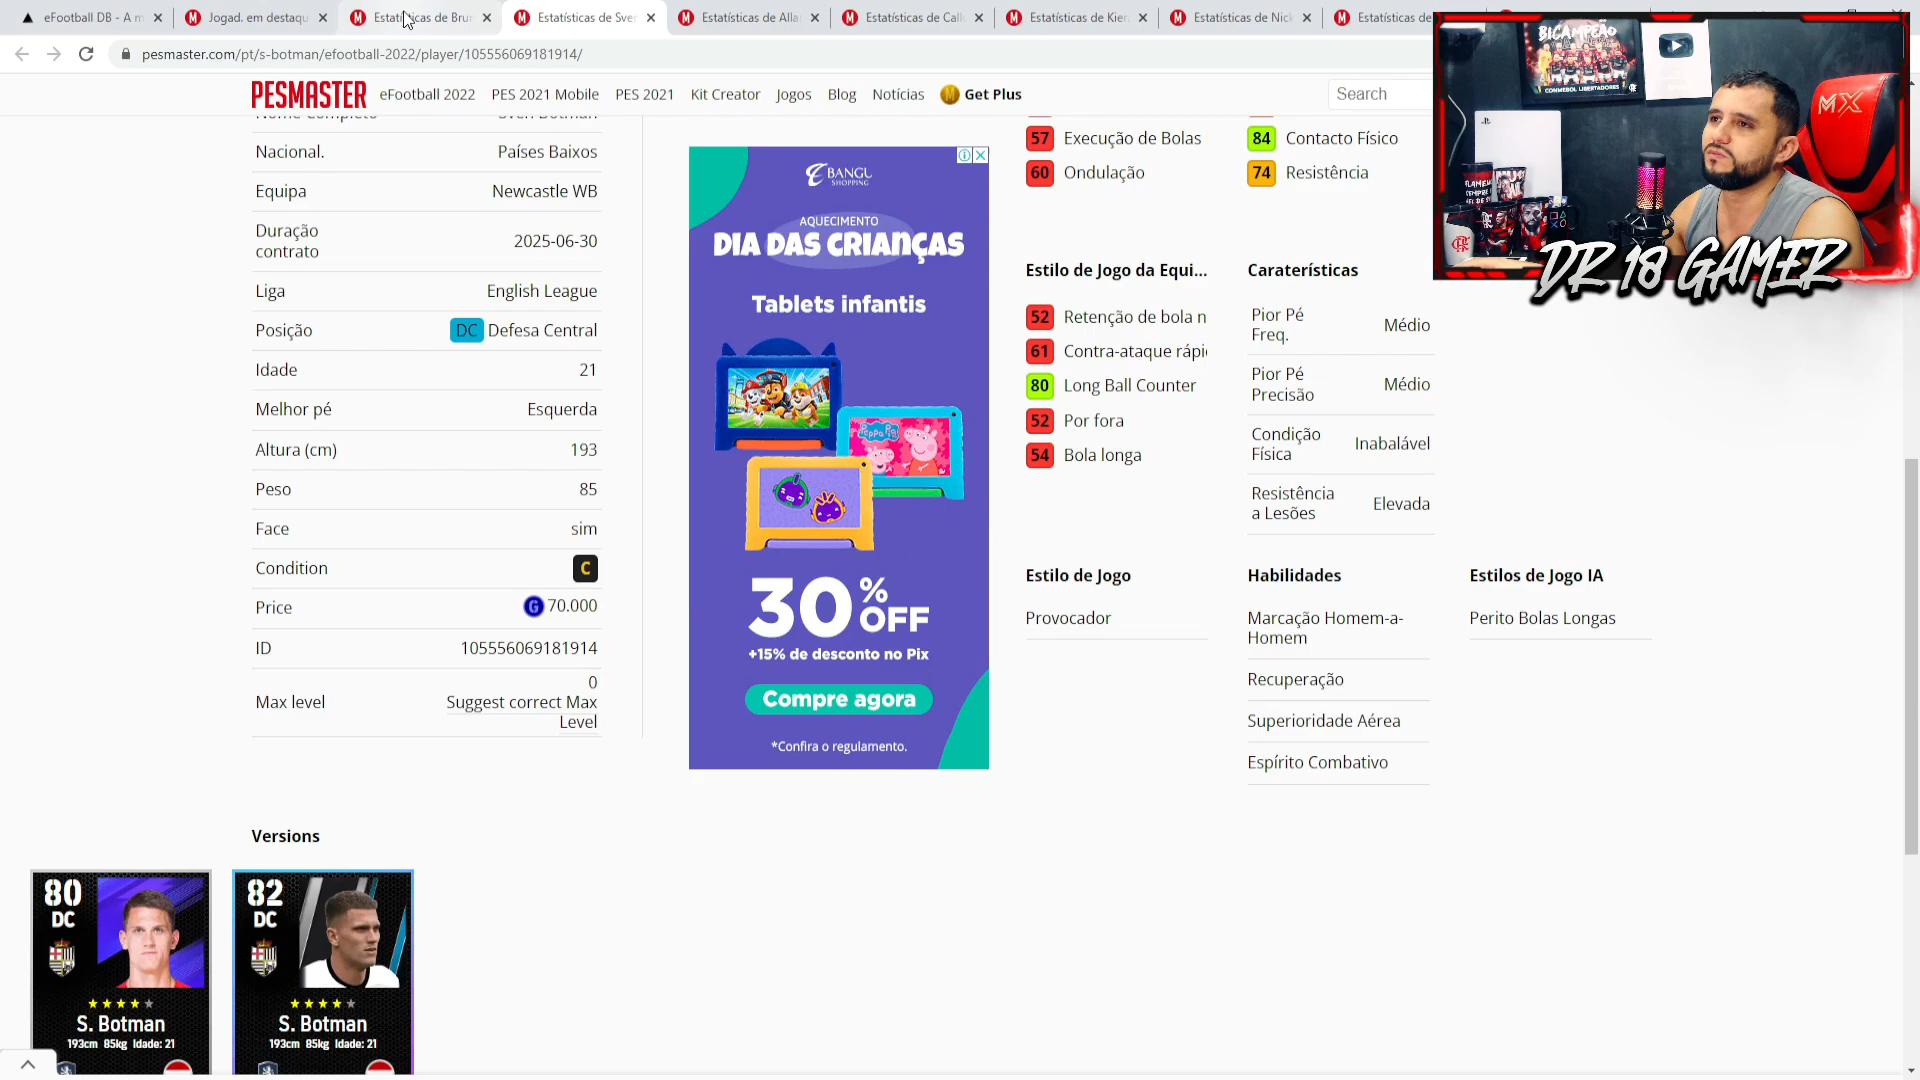 eFootball DB - A m
Jogad. em destaqu
Estatísticas de Bru
Estatísticas de Sve
Estatísticas de Alla
Estatísticas de Call
Estatísticas de Kier
Estatísticas de Nick
Estatísticas de
pesmaster.com/pt/s-botman/efootball-2022/player/105556069181914/
PESMASTER eFootball 2022 PES 2021 Mobile PES 2021 Kit Creator Jogos Blog Notícias Get Plus Search
Nome Completo Sven Botman
Nacional. Países Baixos
Equipa Newcastle WB
Duração contrato 2025-06-30
Liga English League
Posição DC Defesa Central
Idade 21
Melhor pé Esquerda
Altura (cm) 193
Peso 85
Face sim
Condition C
Price G 70.000
ID 105556069181914
Max level 0
Suggest correct Max
Level
BANGU
SHOPPING
AQUECIMENTO
DIA DAS CRIANÇAS
Tablets infantis
Peppa Pig
30% OFF
+15% de desconto no Pix
Compre agora
*Confira o regulamento.
57 Execução de Bolas
60 Ondulação
84 Contacto Físico
74 Resistência
Estilo de Jogo da Equi...
52 Retenção de bola n
61 Contra-ataque rápi
80 Long Ball Counter
52 Por fora
54 Bola longa
Caraterísticas
Pior Pé Freq. Médio
Pior Pé Precisão Médio
Condição Física Inabalável
Resistência a Lesões Elevada
Estilo de Jogo
Provocador
Habilidades
Marcação Homem-a-
Homem
Recuperação
Superioridade Aérea
Espírito Combativo
Estilos de Jogo IA
Perito Bolas Longas
Versions
80
DC
S. Botman
193cm 85kg Idade: 21
82
DC
S. Botman
193cm 85kg Idade: 21
BICAMPEÃO
CONMEBOL LIBERTADORES
MX
DR 18 GAMER